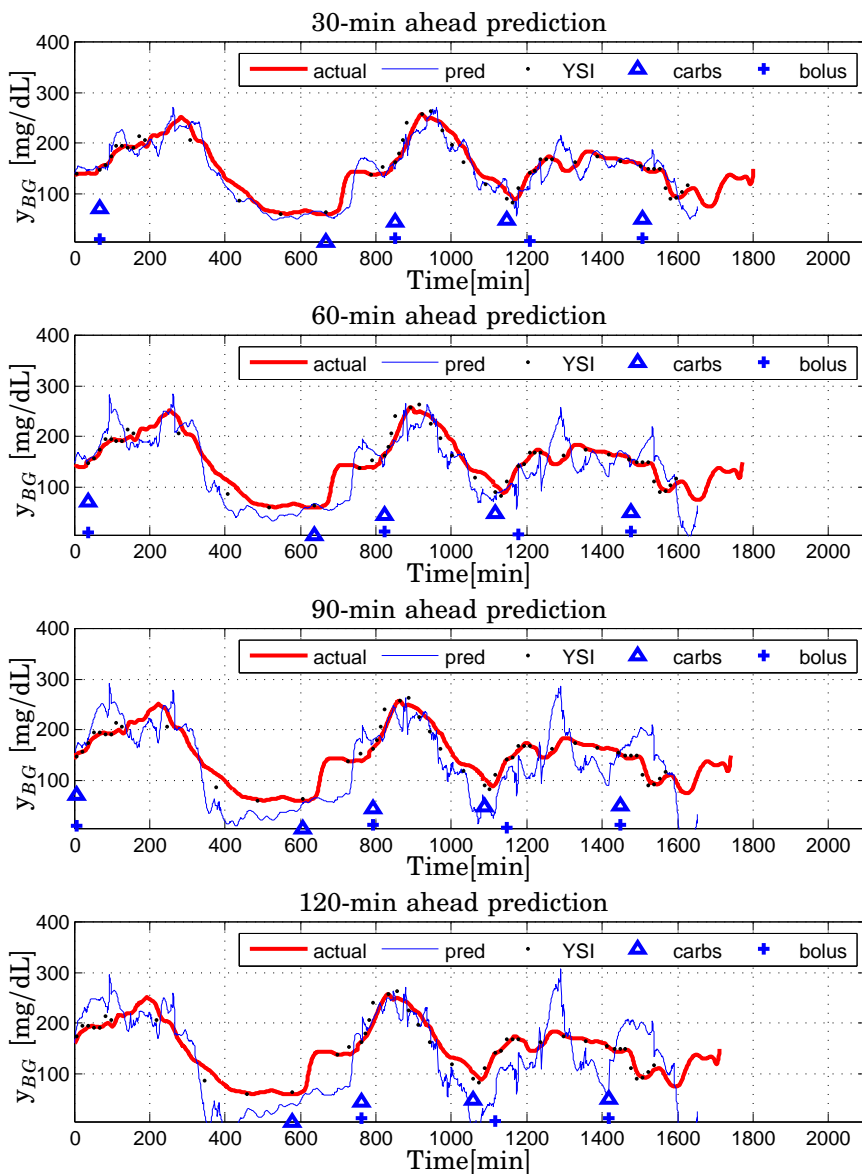 30-min ahead prediction
400
300
200
100
y_BG [mg/dL]
actual pred YSI carbs bolus
0 200 400 600 800 1000 1200 1400 1600 1800 2000
Time[min]
60-min ahead prediction
400
300
200
100
y_BG [mg/dL]
actual pred YSI carbs bolus
0 200 400 600 800 1000 1200 1400 1600 1800 2000
Time[min]
90-min ahead prediction
400
300
200
100
y_BG [mg/dL]
actual pred YSI carbs bolus
0 200 400 600 800 1000 1200 1400 1600 1800 2000
Time[min]
120-min ahead prediction
400
300
200
100
y_BG [mg/dL]
actual pred YSI carbs bolus
0 200 400 600 800 1000 1200 1400 1600 1800 2000
Time[min]